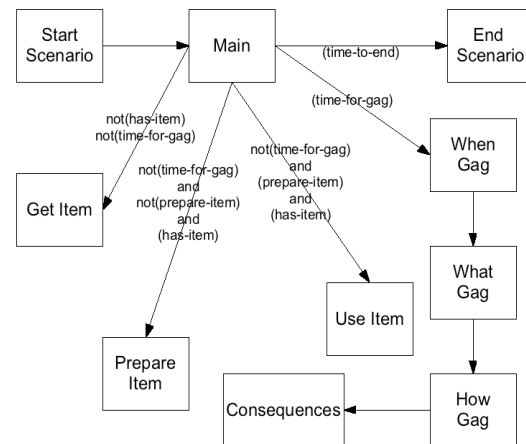 Start
Scenario
Main
End
Scenario
(time-to-end)
(time-for-gag)
not(has-item)
not(time-for-gag)
When
Gag
not(time-for-gag)
and
(prepare-item)
and
(has-item)
not(time-for-gag)
and
not(prepare-item)
and
(has-item)
Get Item
What
Gag
Use Item
Prepare
Item
Consequences
How
Gag